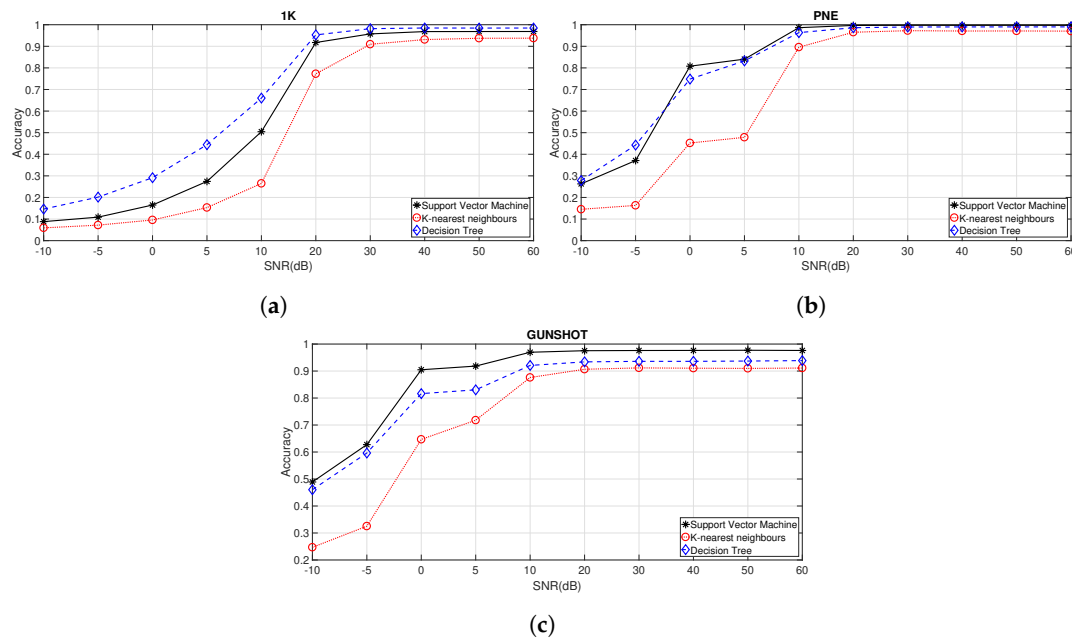 1K
1
0.9
0.8
0.7
0.6
0.5
0.4
0.3
0.2
0.1
0
Accuracy
-10 -5 0 5 10 20 30 40 50 60
SNR(dB)
Support Vector Machine
K-nearest neighbours
Decision Tree
(a)
PNE
1
0.9
0.8
0.7
0.6
0.5
0.4
0.3
0.2
0.1
0
Accuracy
-10 -5 0 5 10 20 30 40 50 60
SNR(dB)
Support Vector Machine
K-nearest neighbours
Decision Tree
(b)
GUNSHOT
1
0.9
0.8
0.7
0.6
0.5
0.4
0.3
0.2
Accuracy
-10 -5 0 5 10 20 30 40 50 60
SNR(dB)
Support Vector Machine
K-nearest neighbours
Decision Tree
(c)